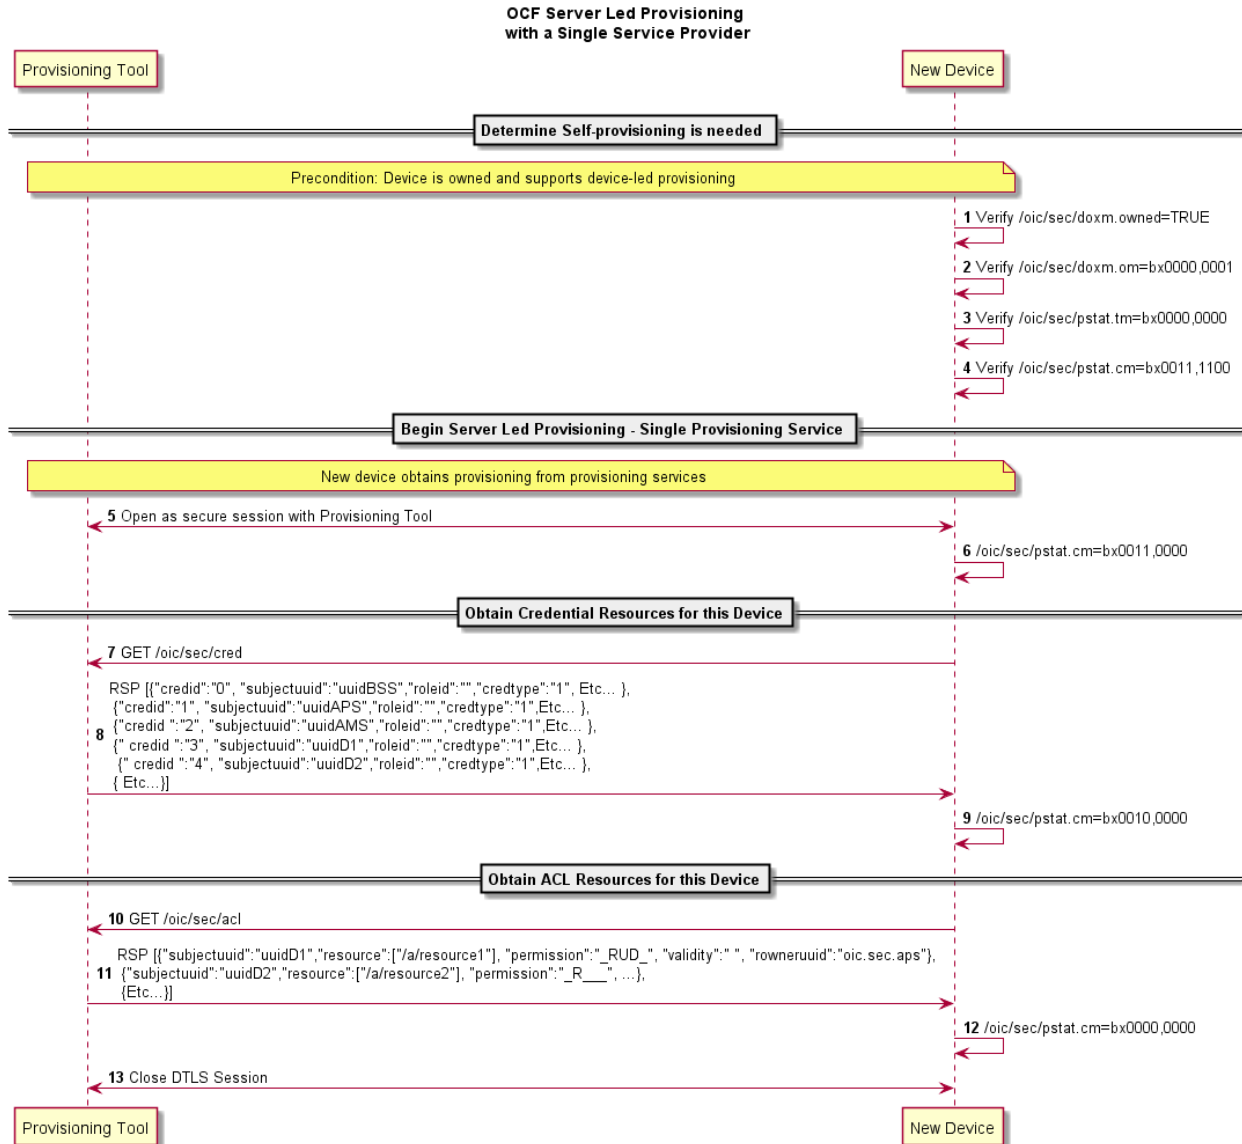 OCF Server Led Provisioning
with a Single Service Provider
Provisioning Tool
New Device
Determine Self-provisioning is needed
Precondition: Device is owned and supports device-led provisioning
1 Verify /oic/sec/doxm.owned=TRUE
2 Verify /oic/sec/doxm.om=bx0000,0001
3 Verify /oic/sec/pstat.tm=bx0000,0000
4 Verify /oic/sec/pstat.cm=bx0011,1100
Begin Server Led Provisioning - Single Provisioning Service
New device obtains provisioning from provisioning services
5 Open as secure session with Provisioning Tool
6 /oic/sec/pstat.cm=bx0011,0000
Obtain Credential Resources for this Device
7 GET /oic/sec/cred
RSP [{"credid":"0", "subjectuuid":"uuidBSS","roleid":"","credtype":"1", Etc... },
{"credid":"1", "subjectuuid":"uuidAPS","roleid":"","credtype":"1",Etc... },
{"credid ":"2", "subjectuuid":"uuidAMS","roleid":"","credtype":"1",Etc... },
8 {" credid ":"3", "subjectuuid":"uuidD1","roleid":"","credtype":"1",Etc... },
{" credid ":"4", "subjectuuid":"uuidD2","roleid":"","credtype":"1",Etc... },
{ Etc...}]
9 /oic/sec/pstat.cm=bx0010,0000
Obtain ACL Resources for this Device
10 GET /oic/sec/acl
RSP [{"subjectuuid":"uuidD1","resource":["/a/resource1"], "permission":"_RUD_", "validity":" ", "rowneruuid":"oic.sec.aps"},
11 {"subjectuuid":"uuidD2","resource":["/a/resource2"], "permission":"_R___", ...},
{Etc...}]
12 /oic/sec/pstat.cm=bx0000,0000
13 Close DTLS Session
Provisioning Tool
New Device